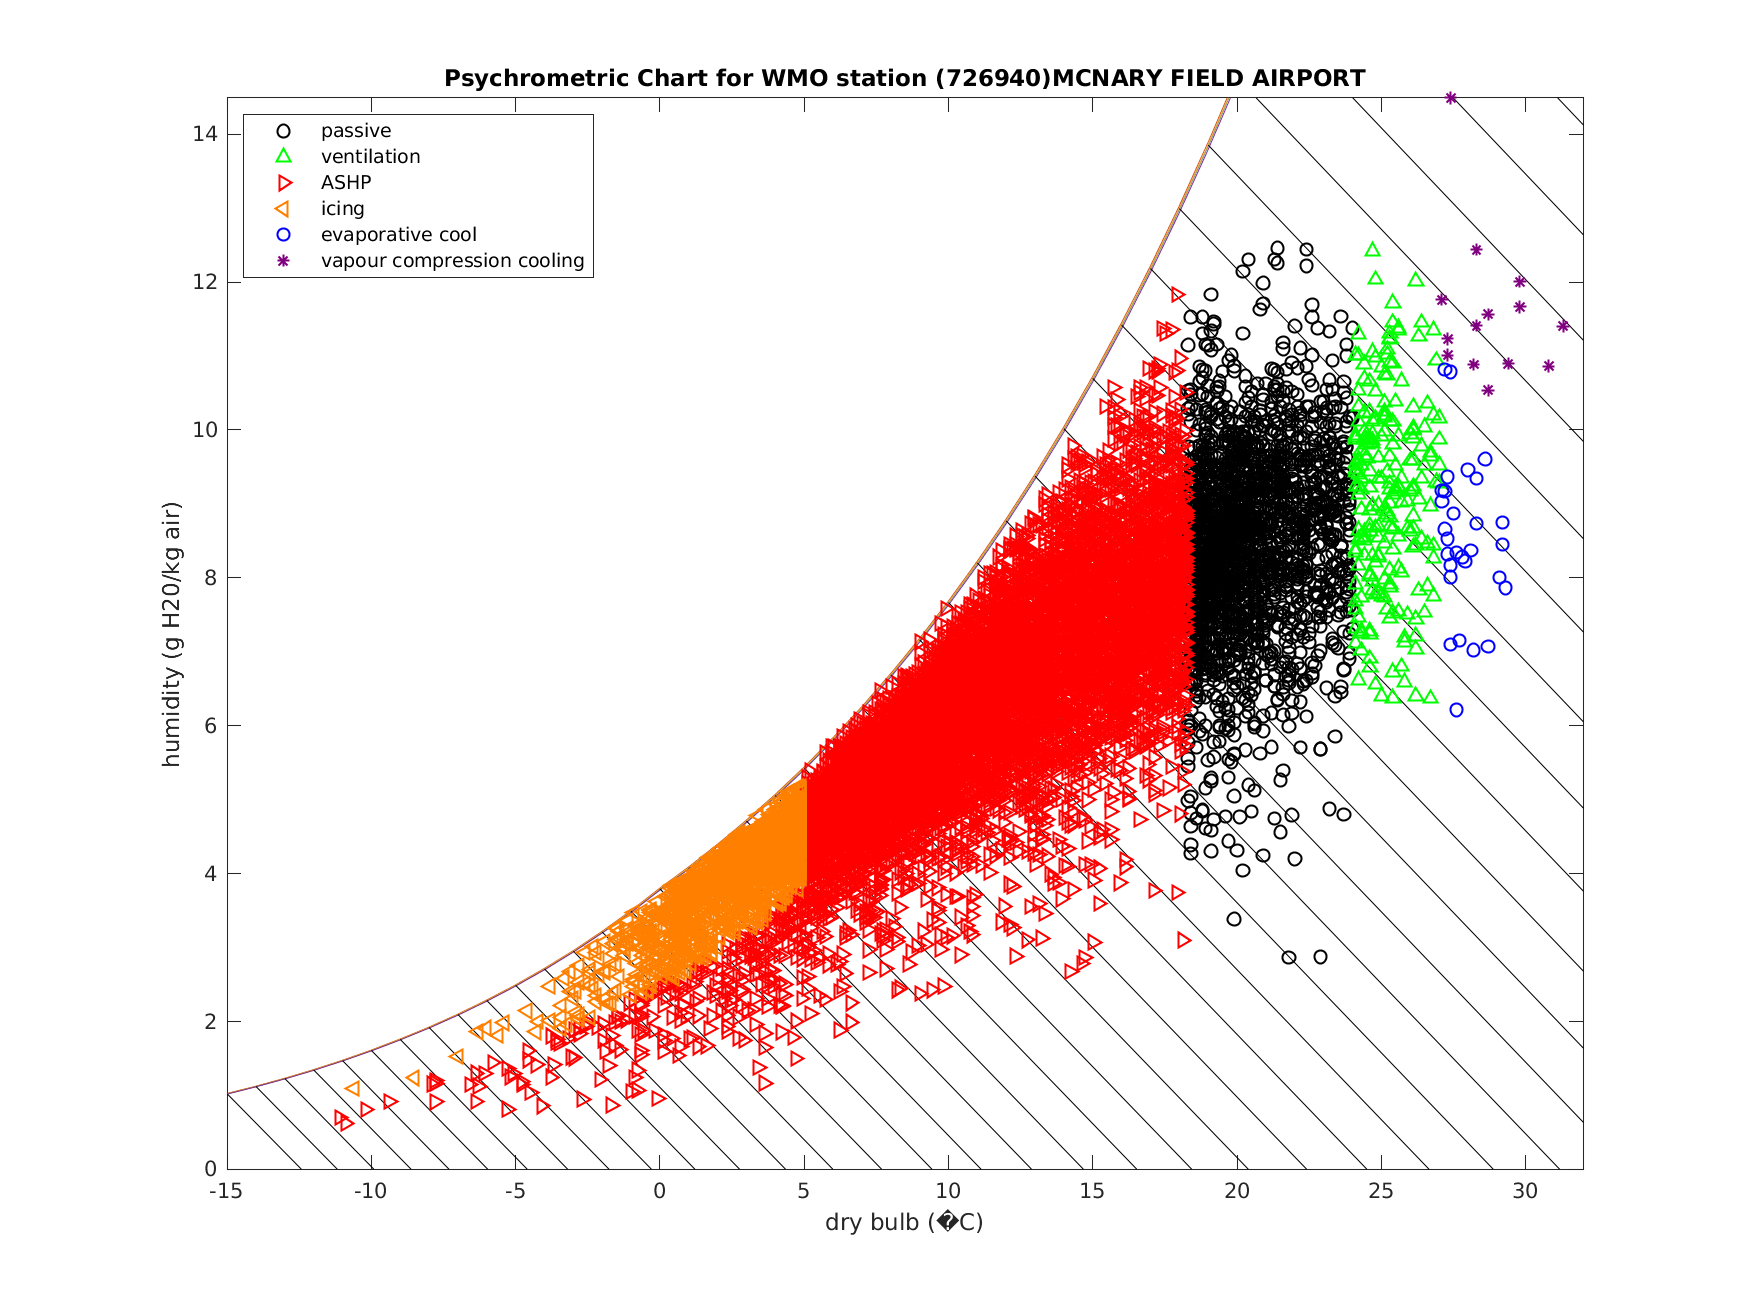 Psychrometric Chart for WMO station (726940)MCNARY FIELD AIRPORT
passive
ventilation
ASHP
icing
evaporative cool
vapour compression cooling
humidity (g H20/kg air)
14
12
10
8
6
4
2
0
-15 -10 -5 0 5 10 15 20 25 30
dry bulb (�C)